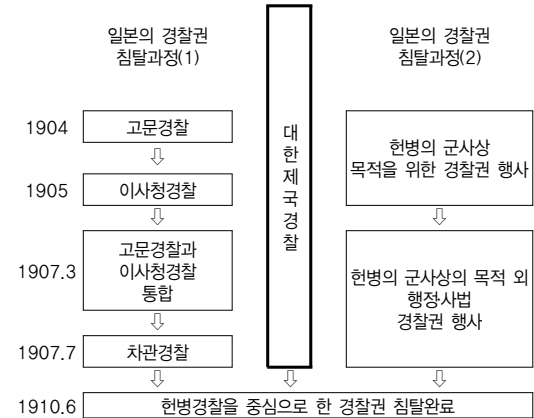 일본의 경찰권
침탈과정(1)
일본의 경찰권
침탈과정(2)
1904
고문경찰
⇩
1905
이사청경찰
⇩
1907.3
고문경찰과
이사청경찰
통합
⇩
1907.7
차관경찰
⇩
대
한
제
국
경
찰
⇩
헌병의 군사상
목적을 위한 경찰권 행사
⇩
헌병의 군사상의 목적 외
행정·사법
경찰권 행사
⇩
1910.6
헌병경찰을 중심으로 한 경찰권 침탈완료